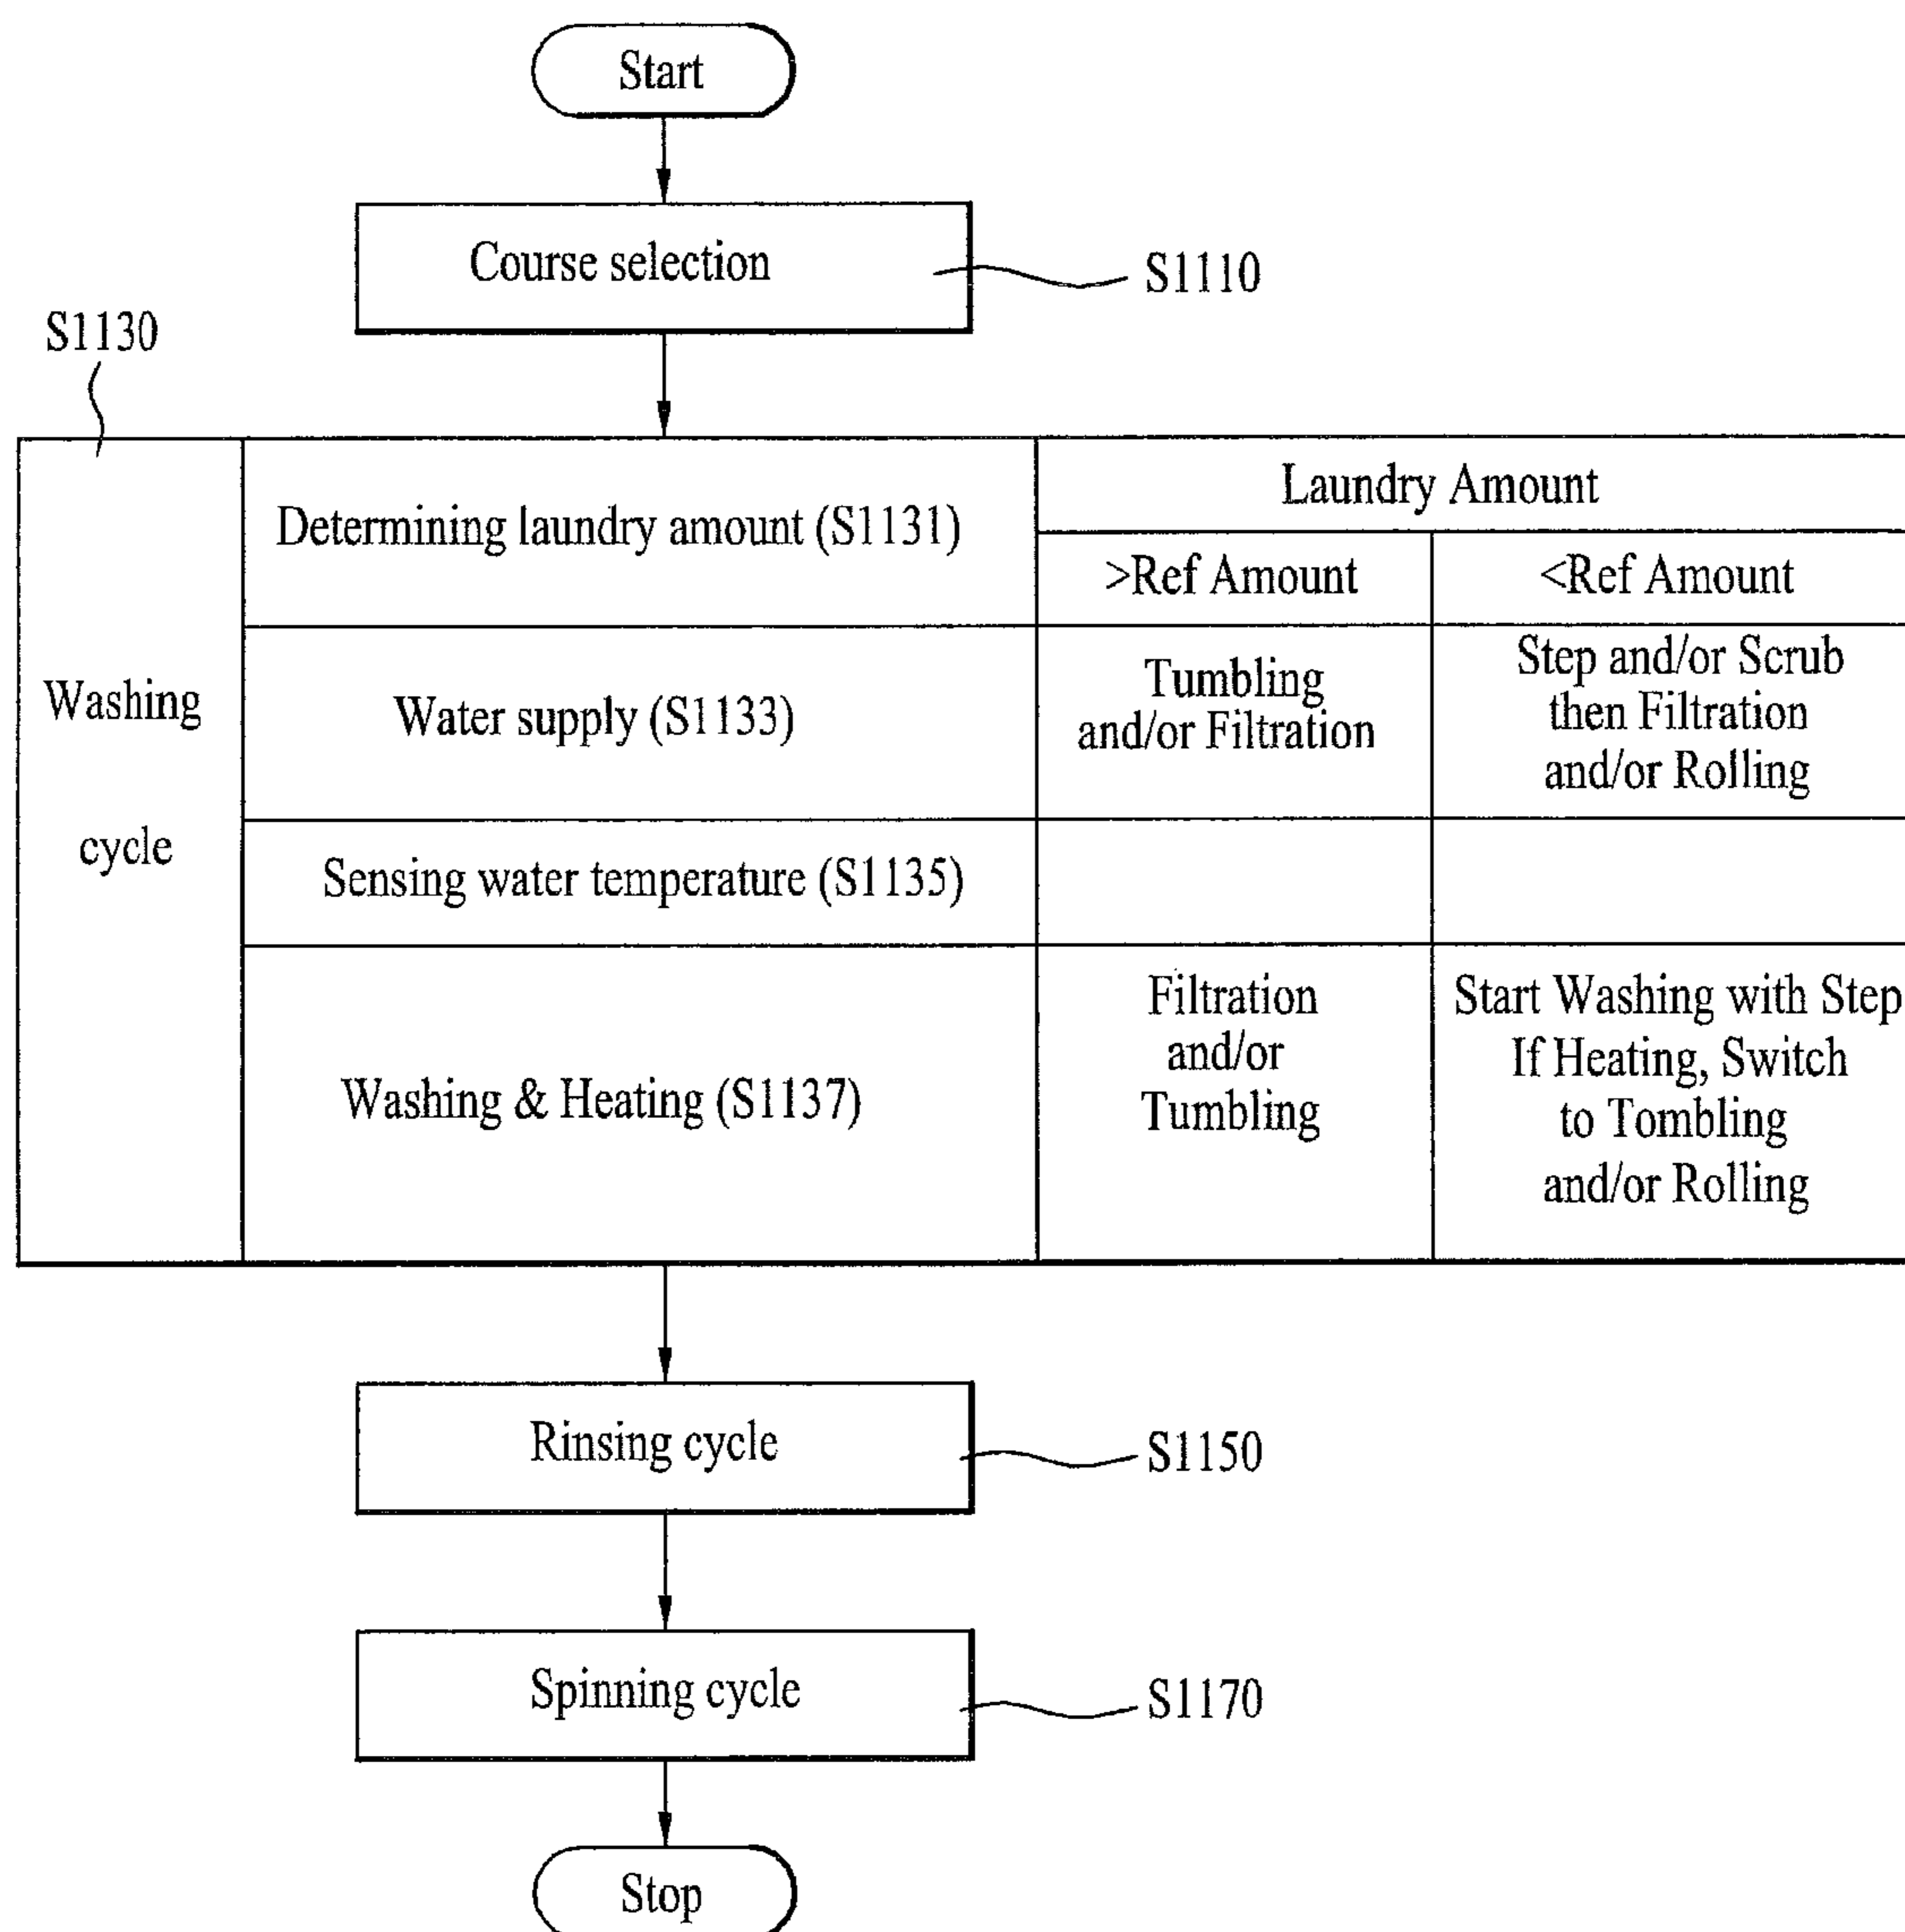 Start
Course selection
S1110
S1130
Washing
cycle
Determining laundry amount (S1131)
Laundry Amount
>Ref Amount
<Ref Amount
Water supply (S1133)
Tumbling
and/or Filtration
Step and/or Scrub
then Filtration
and/or Rolling
Sensing water temperature (S1135)
Washing & Heating (S1137)
Filtration
and/or
Tumbling
Start Washing with Step
If Heating, Switch
to Tombling
and/or Rolling
Rinsing cycle
S1150
Spinning cycle
S1170
Stop